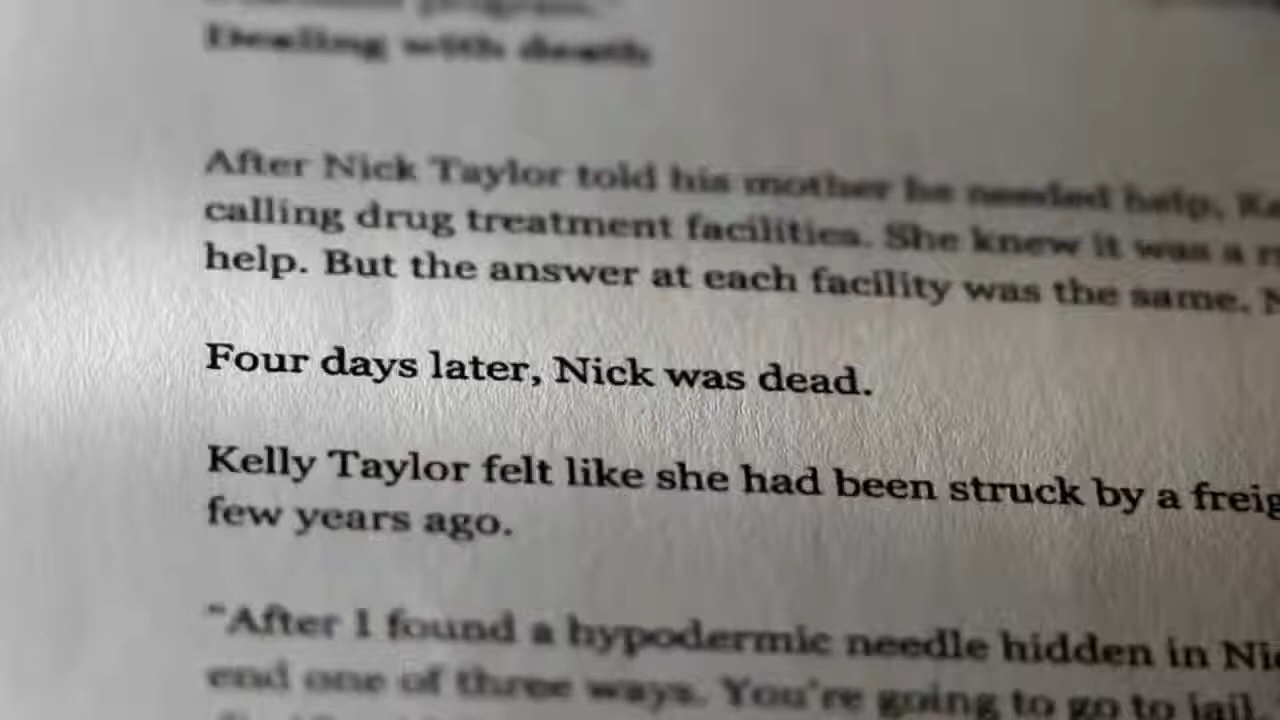 program."
Dealing with death
After Nick Taylor told his mother he needed help,
calling drug treatment facilities. She knew it was a
help. But the answer at each facility was the same.
Four days later, Nick was dead.
Kelly Taylor felt like she had been struck by a
few years ago.
“After I found a hypodermic needle hidden in
end one of three ways. You’re going to go to jail.